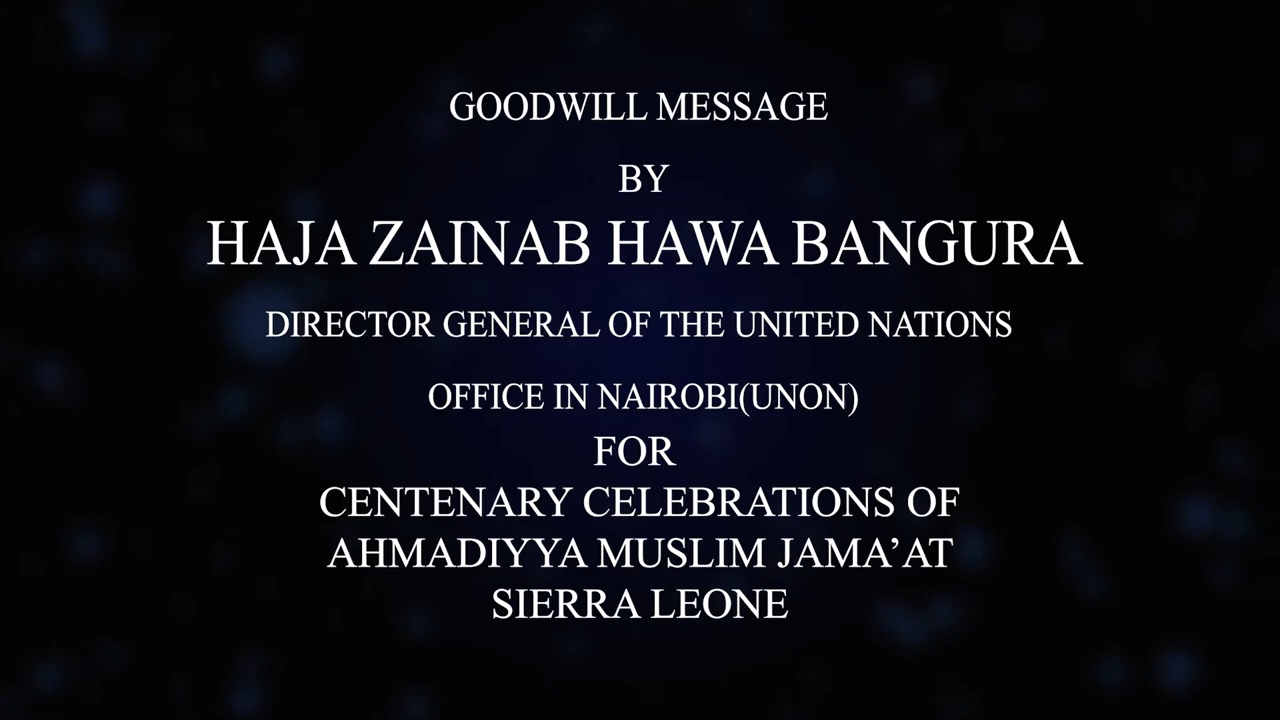 GOODWILL MESSAGE
BY
HAJA ZAINAB HAWA BANGURA
DIRECTOR GENERAL OF THE UNITED NATIONS
OFFICE IN NAIROBI(UNON)
FOR
CENTENARY CELEBRATIONS OF
AHMADIYYA MUSLIM JAMA’AT
SIERRA LEONE